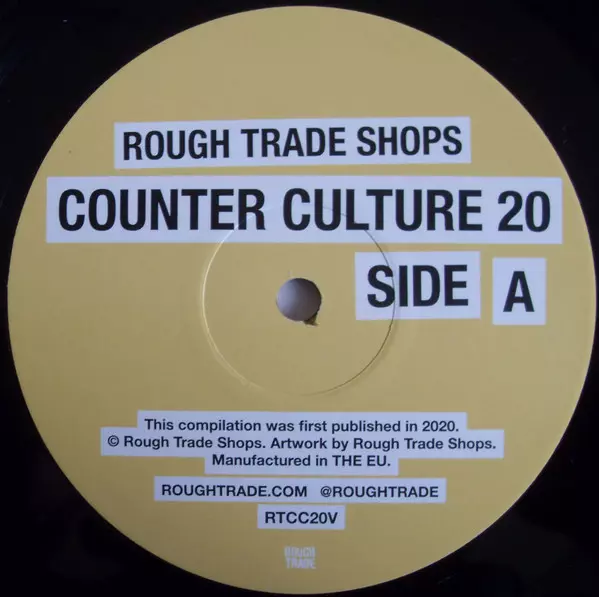 ROUGH TRADE SHOPS
COUNTER CULTURE 20
SIDE A
This compilation was first published in 2020.
© Rough Trade Shops. Artwork by Rough Trade Shops.
Manufactured in THE EU.
ROUGHTRADE.COM @ROUGHTRADE
RTCC20V
ROUGH
TRADE